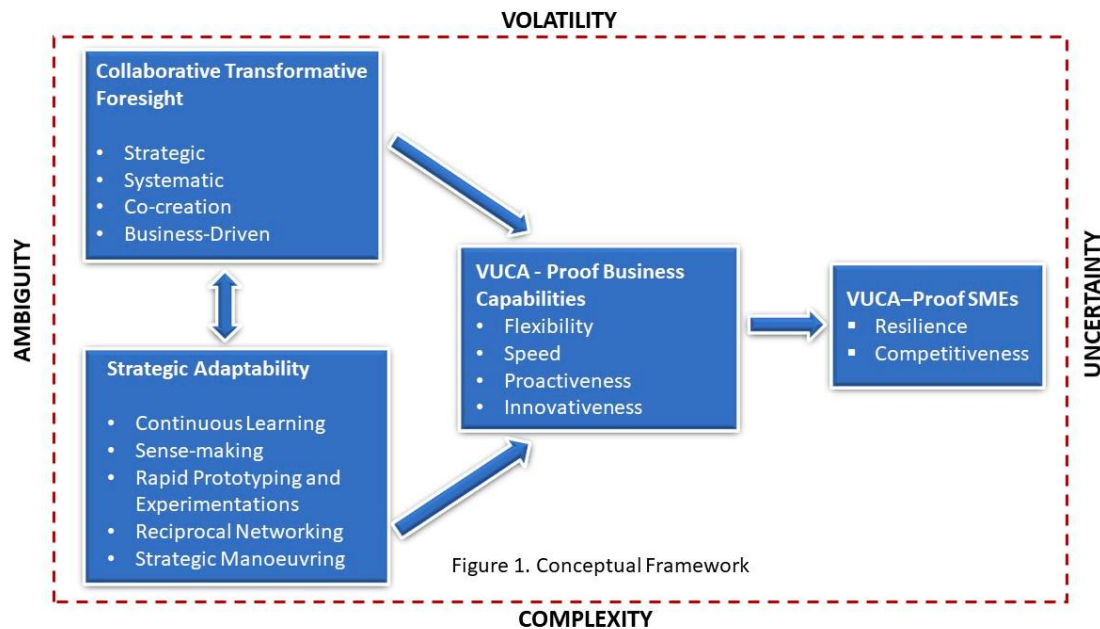 VOLATILITY
Collaborative Transformative
Foresight
• Strategic
• Systematic
• Co-creation
• Business-Driven
AMBIGUITY
Strategic Adaptability
• Continuous Learning
• Sense-making
• Rapid Prototyping and
Experimentations
• Reciprocal Networking
• Strategic Manoeuvring
VUCA - Proof Business
Capabilities
• Flexibility
• Speed
• Proactiveness
• Innovativeness
VUCA–Proof SMEs
▪ Resilience
▪ Competitiveness
UNCERTAINTY
Figure 1. Conceptual Framework
COMPLEXITY